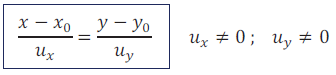 (x − x₀)/uₓ = (y − y₀)/u_y    uₓ ≠ 0 ;   u_y ≠ 0